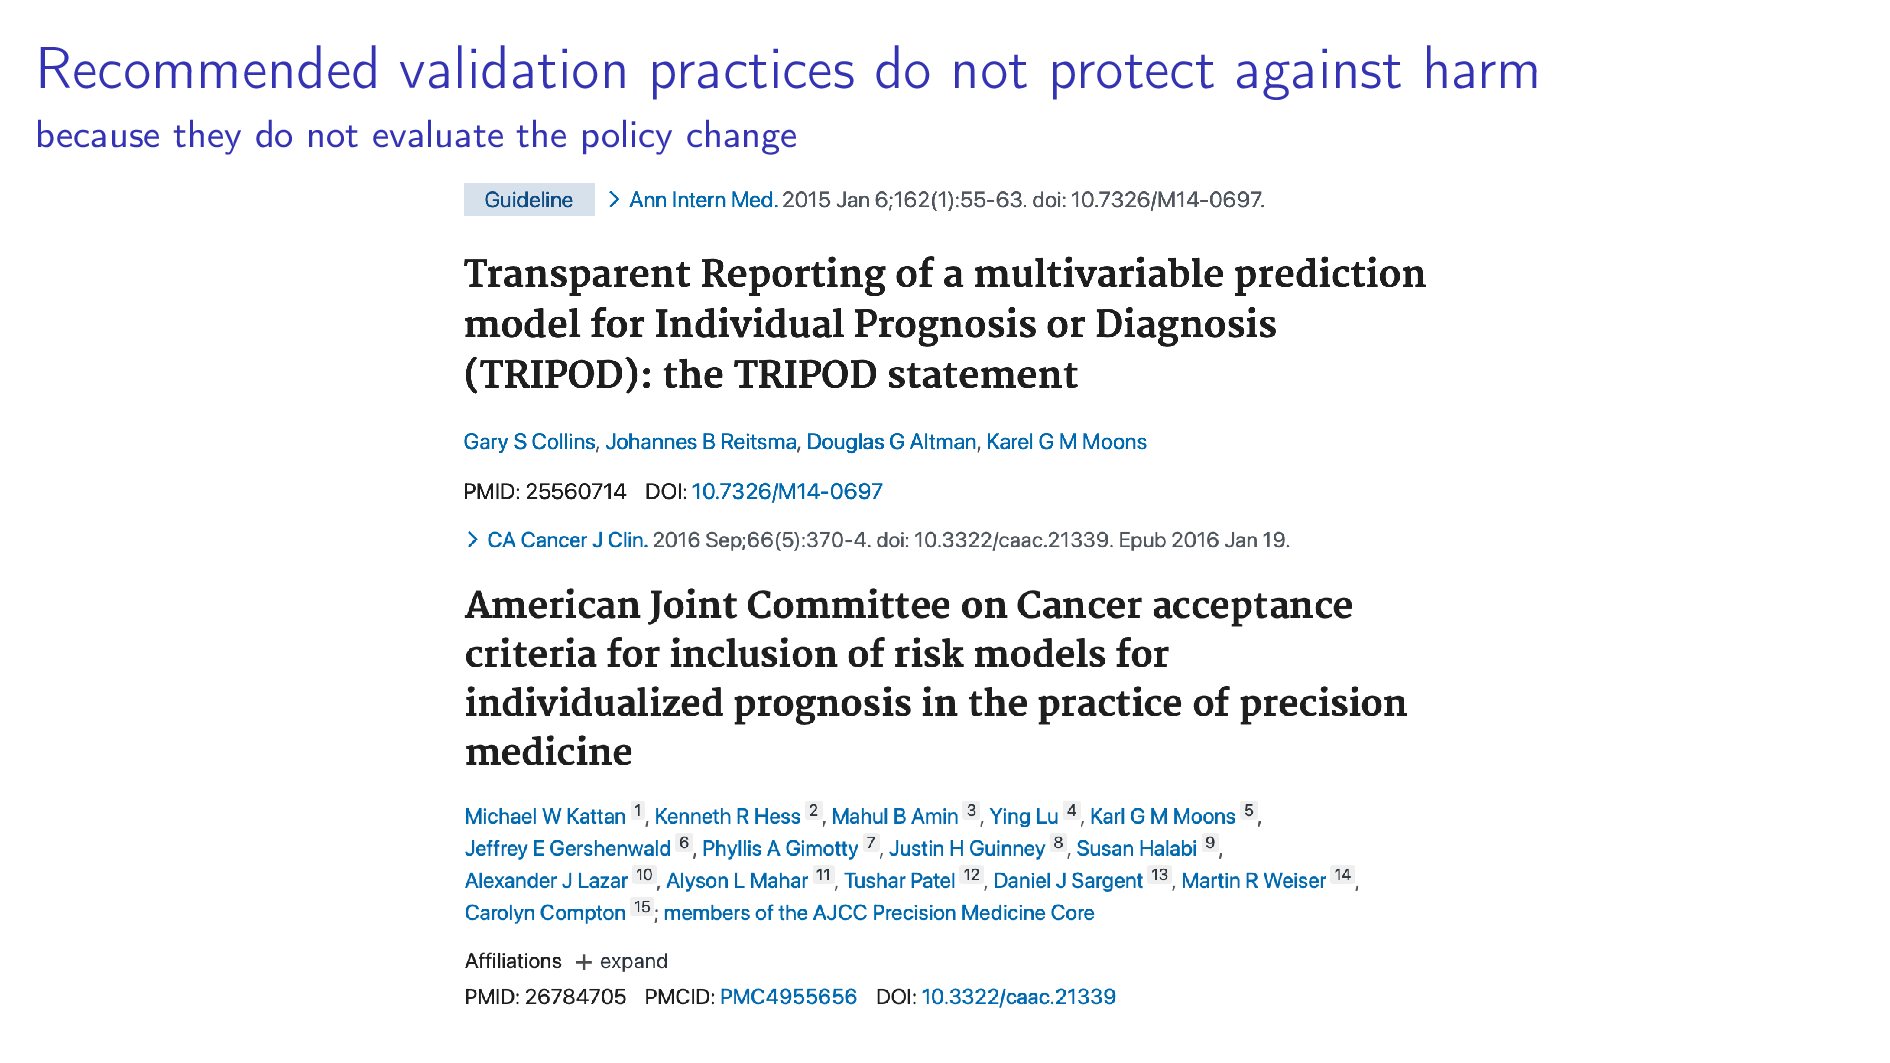 Recommended validation practices do not protect against harm
because they do not evaluate the policy change
Guideline > Ann Intern Med. 2015 Jan 6;162(1):55-63. doi: 10.7326/M14-0697.
Transparent Reporting of a multivariable prediction
model for Individual Prognosis or Diagnosis
(TRIPOD): the TRIPOD statement
Gary S Collins, Johannes B Reitsma, Douglas G Altman, Karel G M Moons
PMID: 25560714 DOI: 10.7326/M14-0697
> CA Cancer J Clin. 2016 Sep;66(5):370-4. doi: 10.3322/caac.21339. Epub 2016 Jan 19.
American Joint Committee on Cancer acceptance
criteria for inclusion of risk models for
individualized prognosis in the practice of precision
medicine
Michael W Kattan 1, Kenneth R Hess 2, Mahul B Amin 3, Ying Lu 4, Karl G M Moons 5,
Jeffrey E Gershenwald 6, Phyllis A Gimotty 7, Justin H Guinney 8, Susan Halabi 9,
Alexander J Lazar 10, Alyson L Mahar 11, Tushar Patel 12, Daniel J Sargent 13, Martin R Weiser 14,
Carolyn Compton 15; members of the AJCC Precision Medicine Core
Affiliations + expand
PMID: 26784705 PMCID: PMC4955656 DOI: 10.3322/caac.21339